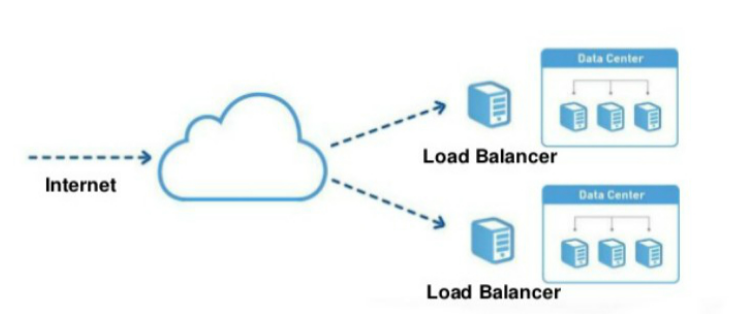 Data Center
Load Balancer
Internet
Data Center
Load Balancer